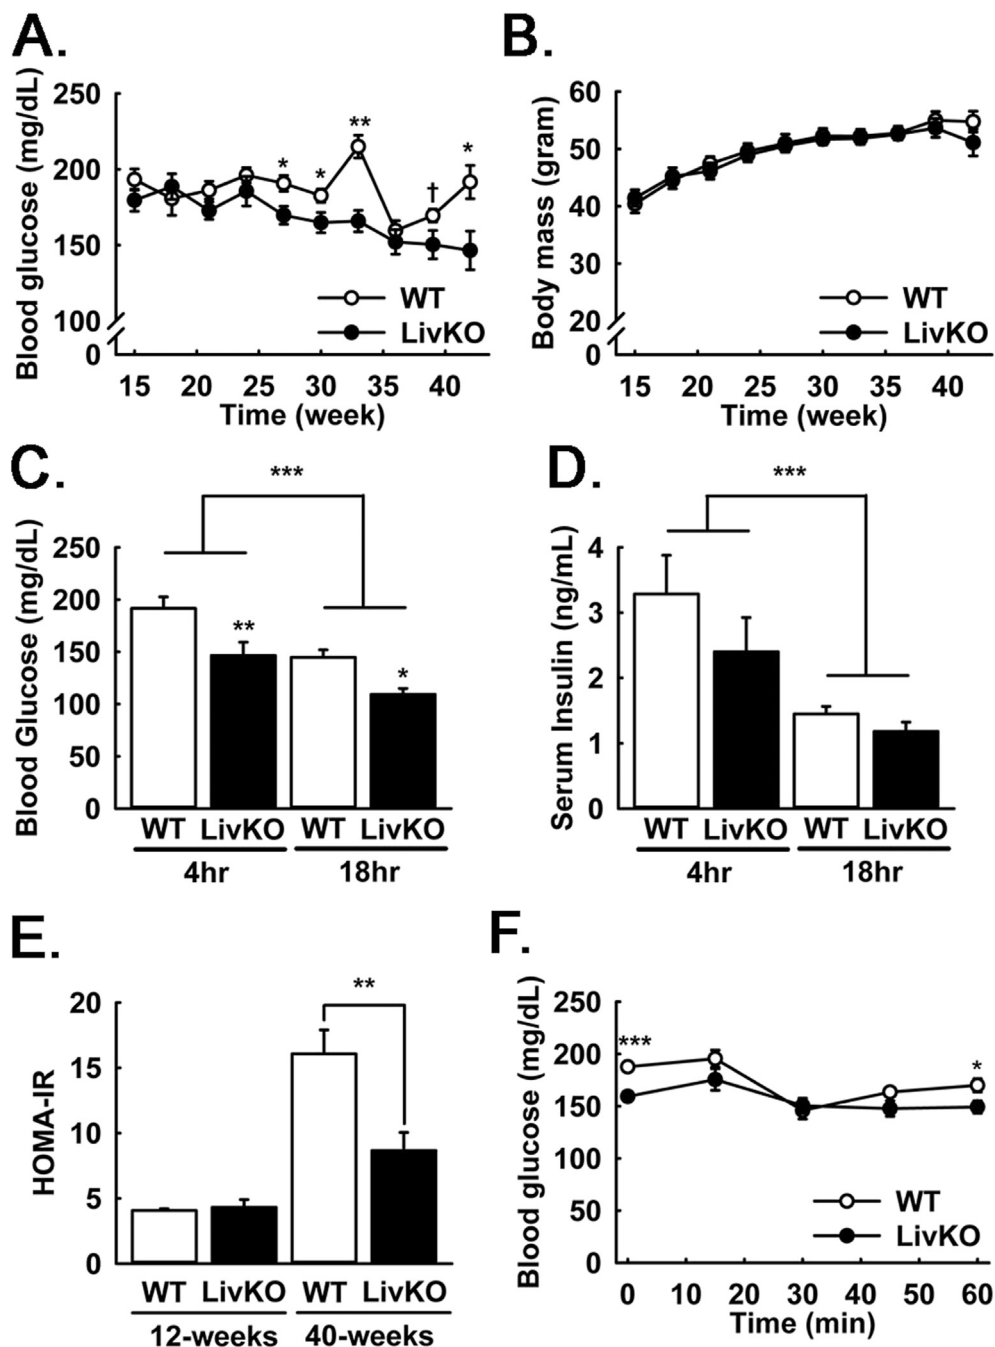 A.
Blood glucose (mg/dL)
250
200
150
100
0
*
*
**
†
*
WT
LivKO
15 20 25 30 35 40
Time (week)
B.
Body mass (gram)
60
50
40
30
20
0
WT
LivKO
15 20 25 30 35 40
Time (week)
C.
Blood Glucose (mg/dL)
250
200
150
100
50
0
***
**
*
WT LivKO WT LivKO
4hr 18hr
D.
Serum Insulin (ng/mL)
4
3
2
1
0
***
WT LivKO WT LivKO
4hr 18hr
E.
HOMA-IR
20
15
10
5
0
**
WT LivKO WT LivKO
12-weeks 40-weeks
F.
Blood glucose (mg/dL)
250
200
150
100
50
0
***
*
WT
LivKO
0 10 20 30 40 50 60
Time (min)